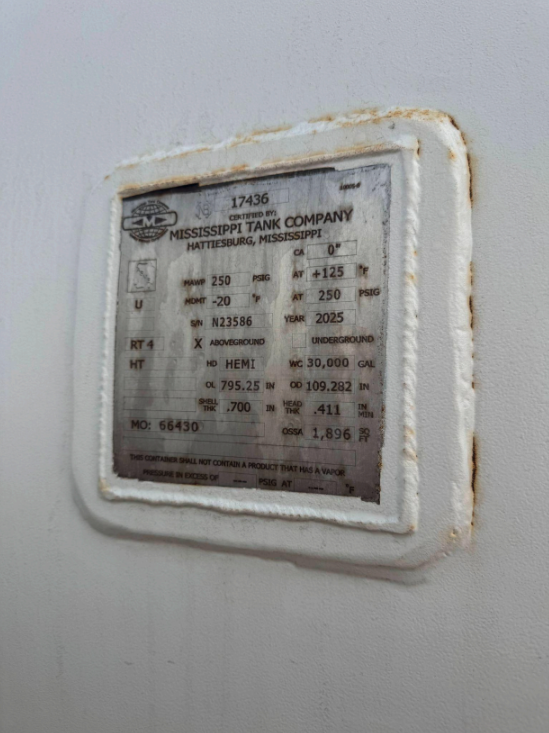 17436
CERTIFIED BY:
M
MISSISSIPPI TANK COMPANY
HATTIESBURG, MISSISSIPPI
CA 0"
MAWP 250 PSIG AT +125 °F
U MDMT -20 °F AT 250 PSIG
S/N N23586 YEAR 2025
RT 4 X ABOVEGROUND UNDERGROUND
HT HD HEMI WC 30,000 GAL
OL 795.25 IN OD 109.282 IN
SHELL THK .700 IN HEAD THK .411 IN MIN
MO: 66430 OSSA 1,896 SQ FT
THIS CONTAINER SHALL NOT CONTAIN A PRODUCT THAT HAS A VAPOR
PRESSURE IN EXCESS OF --- PSIG AT --- °F